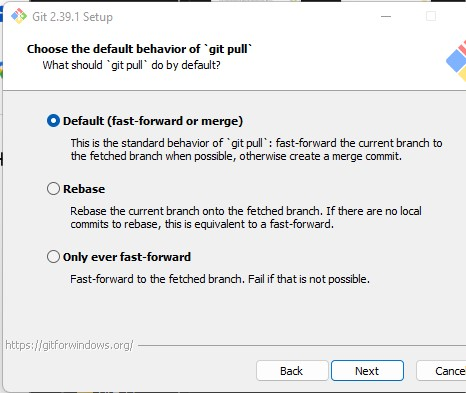 Git 2.39.1 Setup
Choose the default behavior of `git pull`
What should `git pull` do by default?
Default (fast-forward or merge)
This is the standard behavior of `git pull`: fast-forward the current branch to
the fetched branch when possible, otherwise create a merge commit.
Rebase
Rebase the current branch onto the fetched branch. If there are no local
commits to rebase, this is equivalent to a fast-forward.
Only ever fast-forward
Fast-forward to the fetched branch. Fail if that is not possible.
https://gitforwindows.org/
Back
Next
Cance